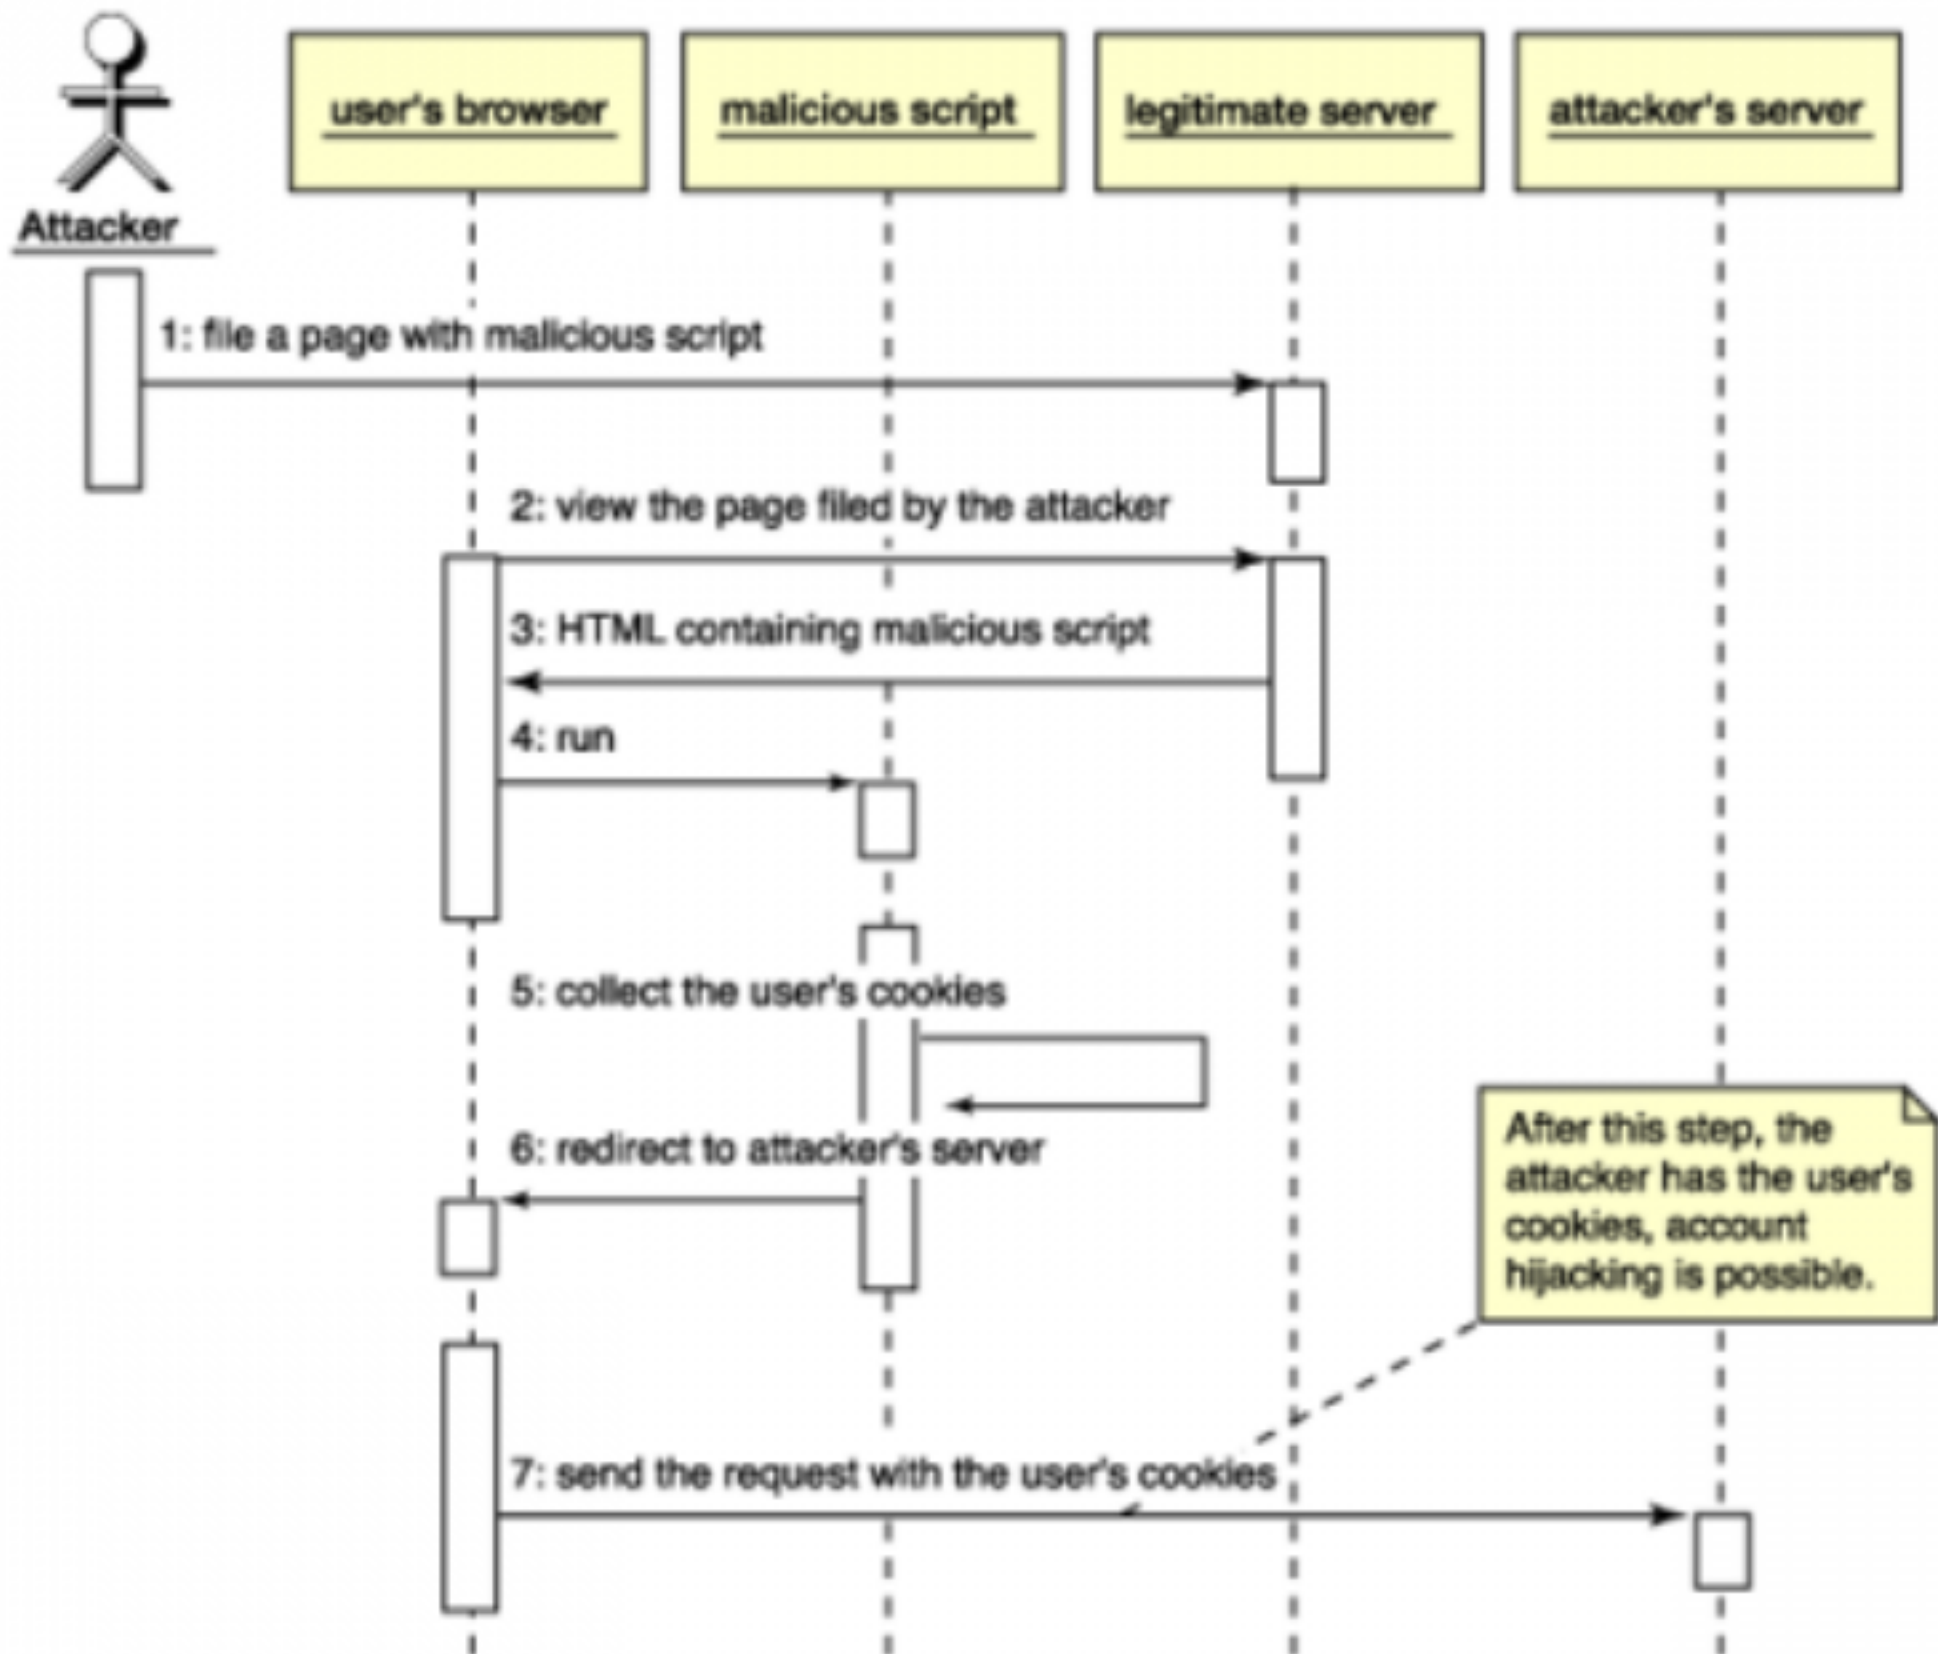 user's browser
malicious script
legitimate server
attacker's server
Attacker
1: file a page with malicious script
2: view the page filed by the attacker
3: HTML containing malicious script
4: run
5: collect the user's cookies
6: redirect to attacker's server
After this step, the
attacker has the user's
cookies, account
hijacking is possible.
7: send the request with the user's cookies